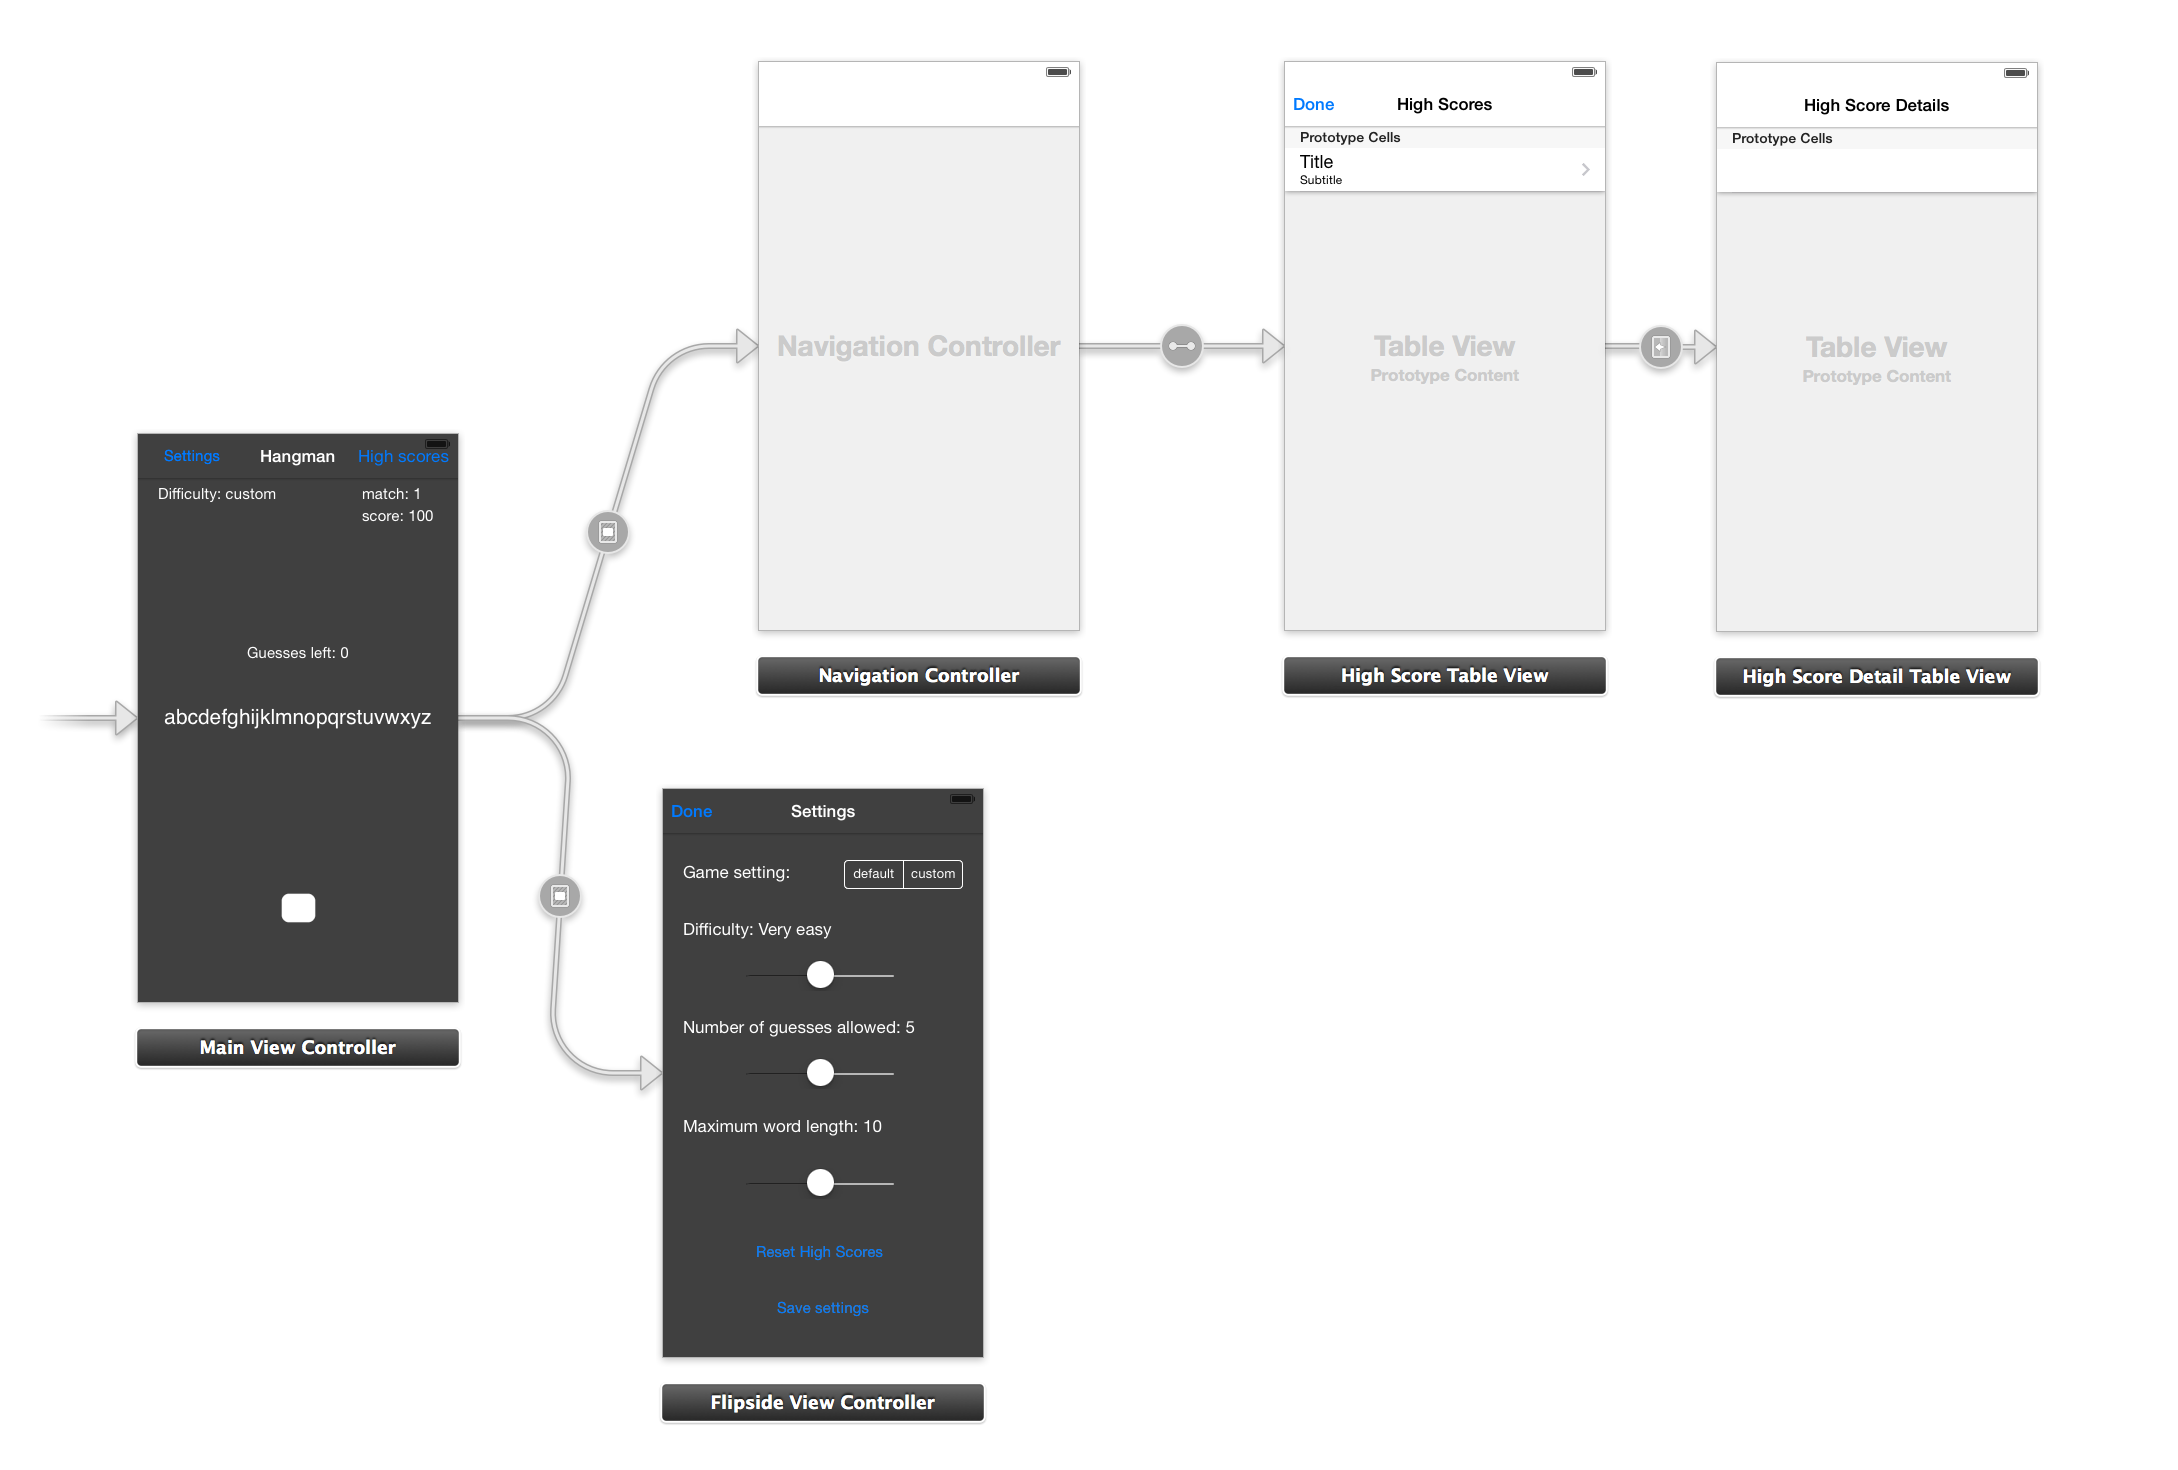 Navigation Controller
Navigation Controller
Done High Scores
Prototype Cells
Title
Subtitle
Table View
Prototype Content
High Score Table View
High Score Details
Prototype Cells
Table View
Prototype Content
High Score Detail Table View
Settings Hangman High scores
Difficulty: custom match: 1
score: 100
Guesses left: 0
abcdefghijklmnopqrstuvwxyz
Main View Controller
Done Settings
Game setting: default custom
Difficulty: Very easy
Number of guesses allowed: 5
Maximum word length: 10
Reset High Scores
Save settings
Flipside View Controller